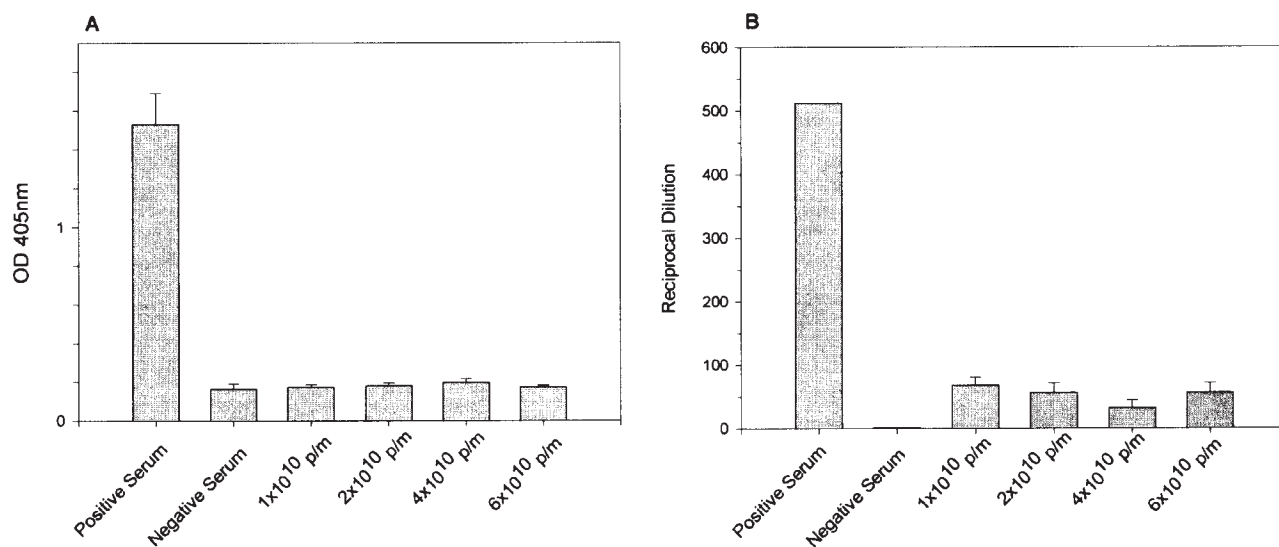 A
OD 405nm
1
0
Positive Serum
Negative Serum
1x10^10 p/m
2x10^10 p/m
4x10^10 p/m
6x10^10 p/m
B
Reciprocal Dilution
600
500
400
300
200
100
0
Positive Serum
Negative Serum
1x10^10 p/m
2x10^10 p/m
4x10^10 p/m
6x10^10 p/m